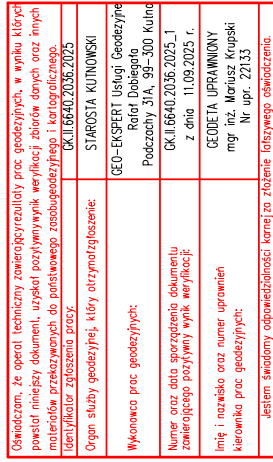 Oświadczam, że operat techniczny zawierający rezultaty prac geodezyjnych, w wyniku których
powstał niniejszy dokument, uzyskał pozytywny wynik weryfikacji zbiorów danych oraz innych
materiałów przekazywanych do państwowego zasobu geodezyjnego i kartograficznego.
Identyfikator zgłoszenia pracy:
GK.II.6640.2036.2025
Organ służby geodezyjnej, który otrzymał zgłoszenie:
STAROSTA KUTNOWSKI
Wykonawca prac geodezyjnych:
GEO-EKSPERT Usługi Geodezyjne
Rafał Dobiegała
Podczachy 31A, 99-300 Kutno
Numer oraz data sporządzenia dokumentu
zawierającego pozytywny wynik weryfikacji:
GK.II.6640.2036.2025_1
z dnia 11.09.2025 r.
Imię i nazwisko oraz numer uprawnień
kierownika prac geodezyjnych:
GEODETA UPRAWNIONY
mgr inż. Mariusz Krupski
Nr upr. 22133
Jestem świadomy odpowiedzialności karnej za złożenie fałszywego oświadczenia.